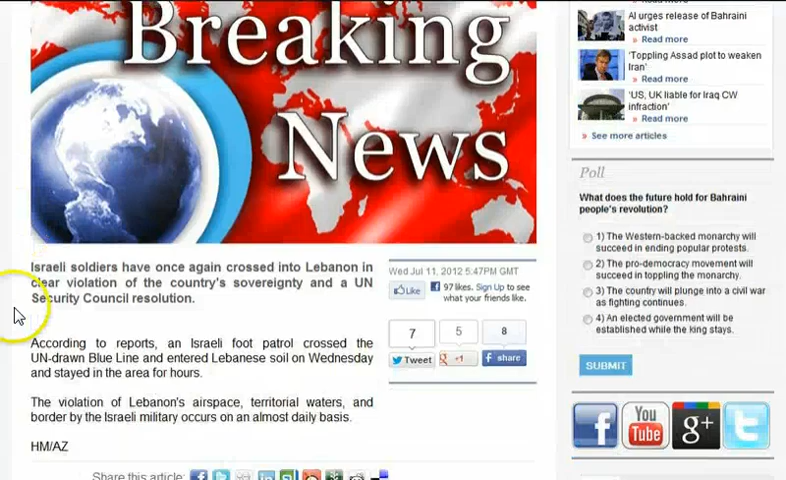 Breaking
News
Israeli soldiers have once again crossed into Lebanon in
clear violation of the country's sovereignty and a UN
Security Council resolution.
According to reports, an Israeli foot patrol crossed the
UN-drawn Blue Line and entered Lebanese soil on Wednesday
and stayed in the area for hours.
The violation of Lebanon's airspace, territorial waters, and
border by the Israeli military occurs on an almost daily basis.
HM/AZ
Share this article:
Wed Jul 11, 2012 5:47PM GMT
Like
97 likes. Sign Up to see
what your friends like.
7
5
8
Tweet
+1
share
Read more
AI urges release of Bahraini
activist
Read more
'Toppling Assad plot to weaken
Iran'
Read more
'US, UK liable for Iraq CW
infraction'
Read more
See more articles
Poll
What does the future hold for Bahraini
people's revolution?
1) The Western-backed monarchy will
succeed in ending popular protests.
2) The pro-democracy movement will
succeed in toppling the monarchy.
3) The country will plunge into a civil war
as fighting continues.
4) An elected government will be
established while the king stays.
SUBMIT
f
You
Tube
g+
t